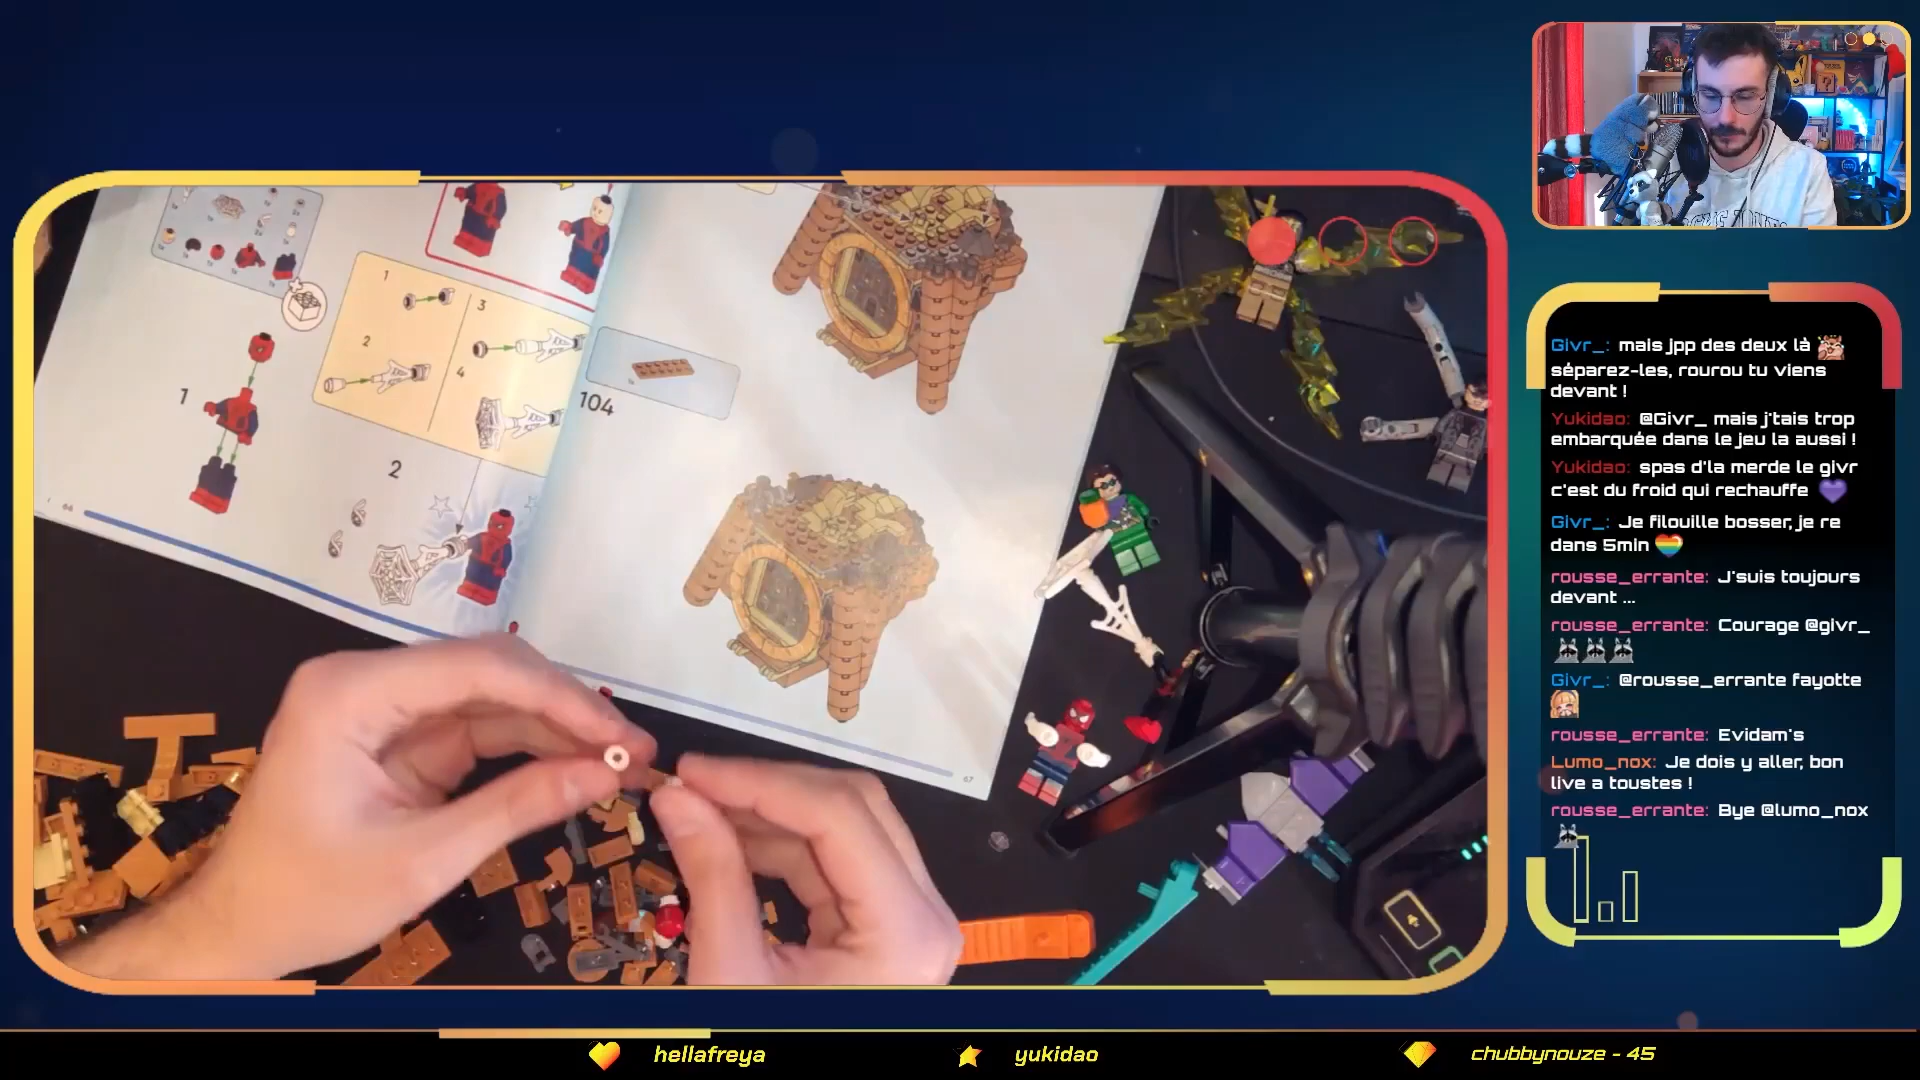 1
2
3
4
1
2
104
66
67
Givr_: mais jpp des deux là
séparez-les, rourou tu viens
devant !
Yukidao: @Givr_ mais j'tais trop
embarquée dans le jeu la aussi !
Yukidao: spas d'la merde le givr
c'est du froid qui rechauffe
Givr_: Je filouille bosser, je re
dans 5min
rousse_errante: J'suis toujours
devant ...
rousse_errante: Courage @givr_
Givr_: @rousse_errante fayotte
rousse_errante: Evidam's
Lumo_nox: Je dois y aller, bon
live a toustes !
rousse_errante: Bye @lumo_nox
hellafreya
yukidao
chubbynouze - 45